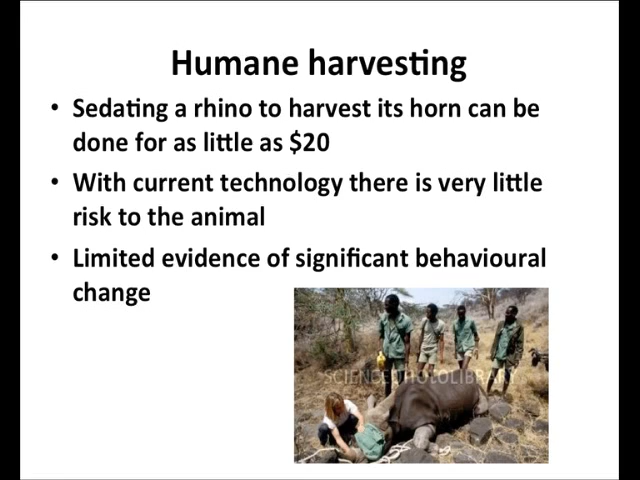 Humane harvesting
• Sedating a rhino to harvest its horn can be
done for as little as $20
• With current technology there is very little
risk to the animal
• Limited evidence of significant behavioural
change
SCIENCEPHOTOLIBRARY